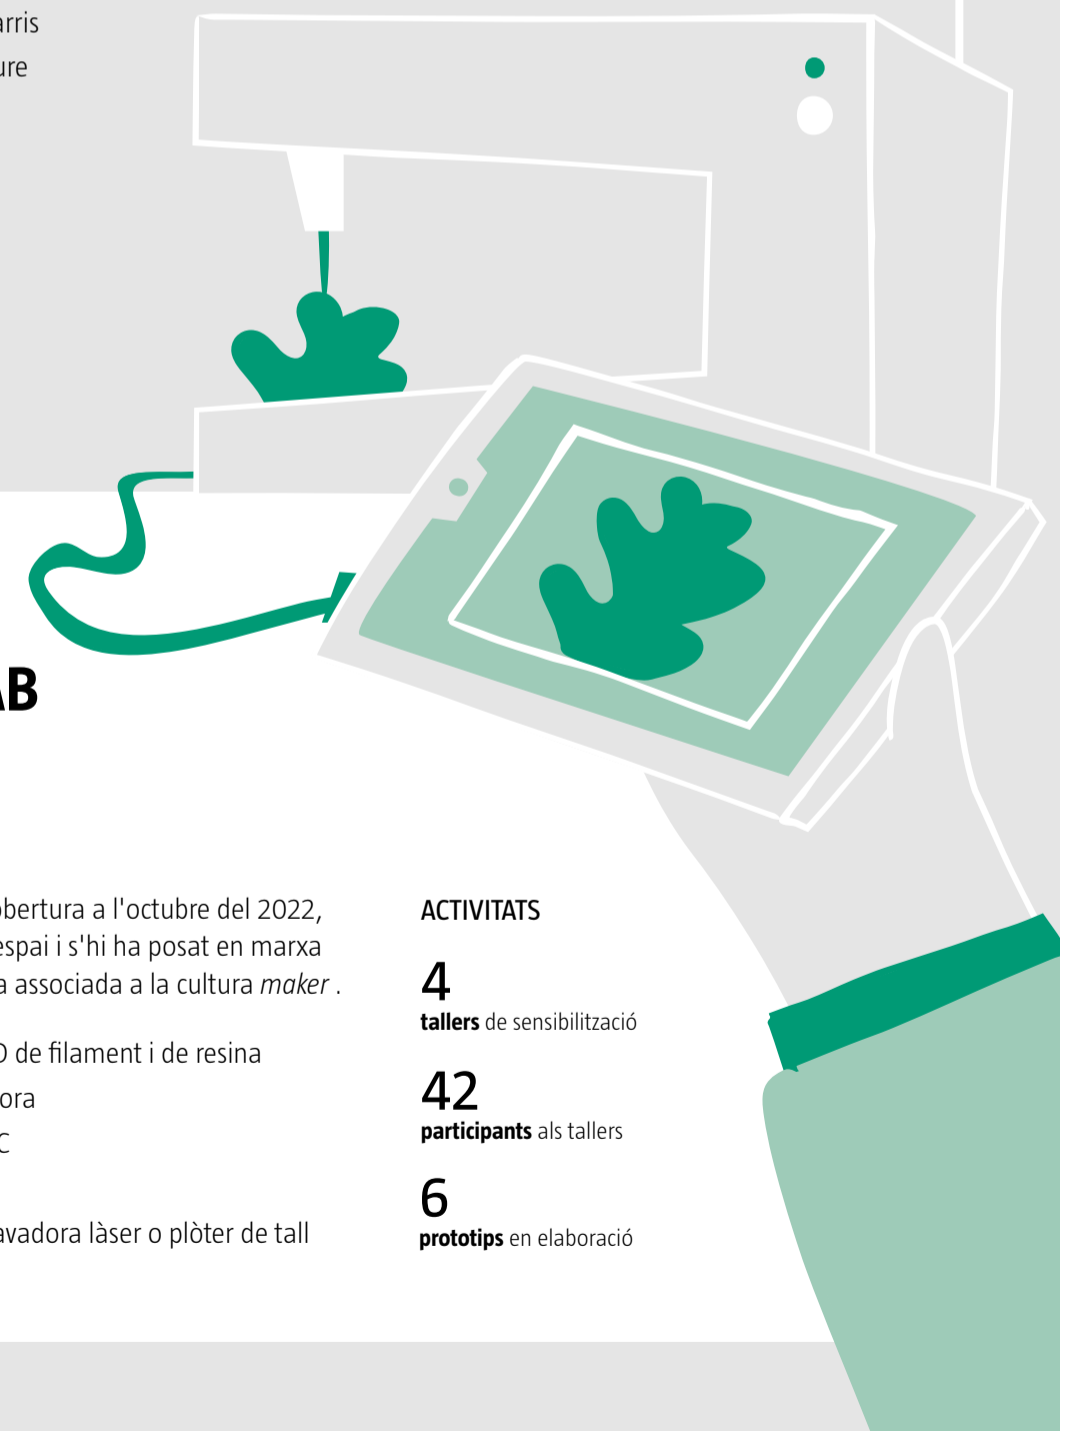 arris
ure
AB
obertura a l'octubre del 2022,
espai i s'hi ha posat en marxa
a associada a la cultura maker .
D de filament i de resina
ora
C
avadora làser o plòter de tall
ACTIVITATS
4
tallers de sensibilització
42
participants als tallers
6
prototips en elaboració